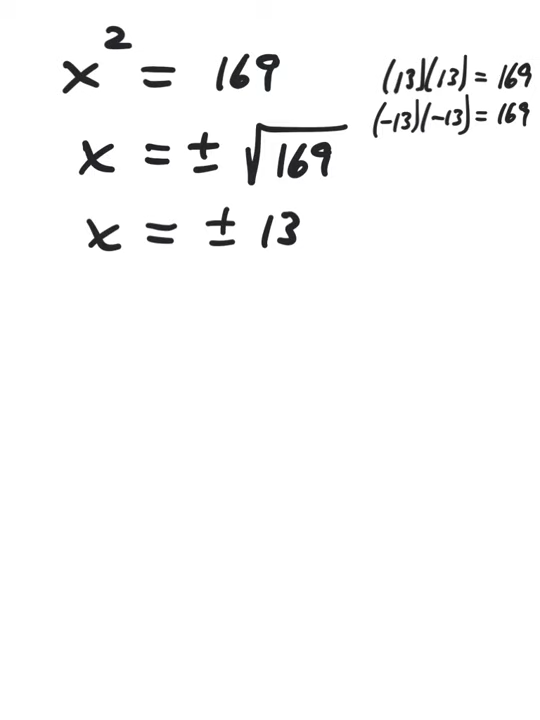 x² = 169
(13)(13) = 169
(-13)(-13) = 169
x = ± √169
x = ± 13